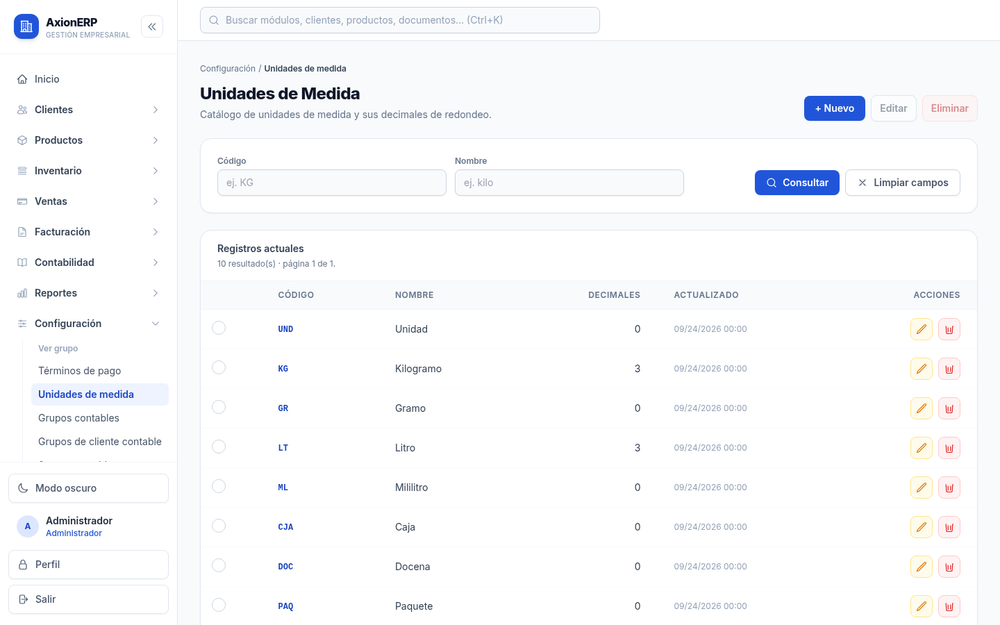 AxionERP
GESTIÓN EMPRESARIAL
Inicio
Clientes
Productos
Inventario
Ventas
Facturación
Contabilidad
Reportes
Configuración
Ver grupo
Términos de pago
Unidades de medida
Grupos contables
Grupos de cliente contable
Modo oscuro
A
Administrador
Administrador
Perfil
Salir
Buscar módulos, clientes, productos, documentos... (Ctrl+K)
Configuración / Unidades de medida
Unidades de Medida
Catálogo de unidades de medida y sus decimales de redondeo.
+ Nuevo Editar Eliminar
Código Nombre
ej. KG ej. kilo Consultar Limpiar campos
Registros actuales
10 resultado(s) · página 1 de 1.
CÓDIGO NOMBRE DECIMALES ACTUALIZADO ACCIONES
UND Unidad 0 09/24/2026 00:00
KG Kilogramo 3 09/24/2026 00:00
GR Gramo 0 09/24/2026 00:00
LT Litro 3 09/24/2026 00:00
ML Mililitro 0 09/24/2026 00:00
CJA Caja 0 09/24/2026 00:00
DOC Docena 0 09/24/2026 00:00
PAQ Paquete 0 09/24/2026 00:00